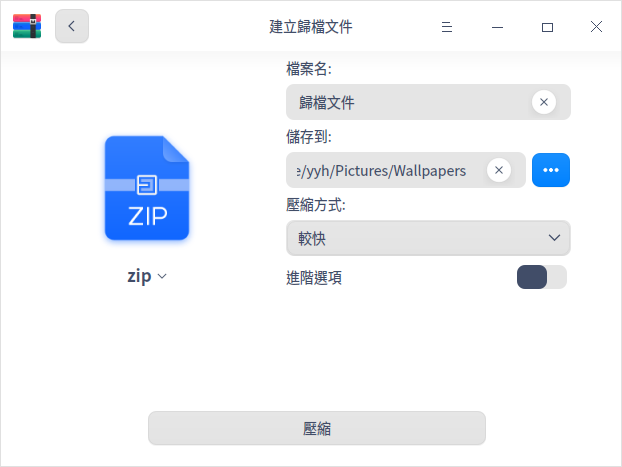 建立歸檔文件
檔案名:
歸檔文件
儲存到:
e/yyh/Pictures/Wallpapers
壓縮方式:
較快
進階選項
ZIP
zip
壓縮